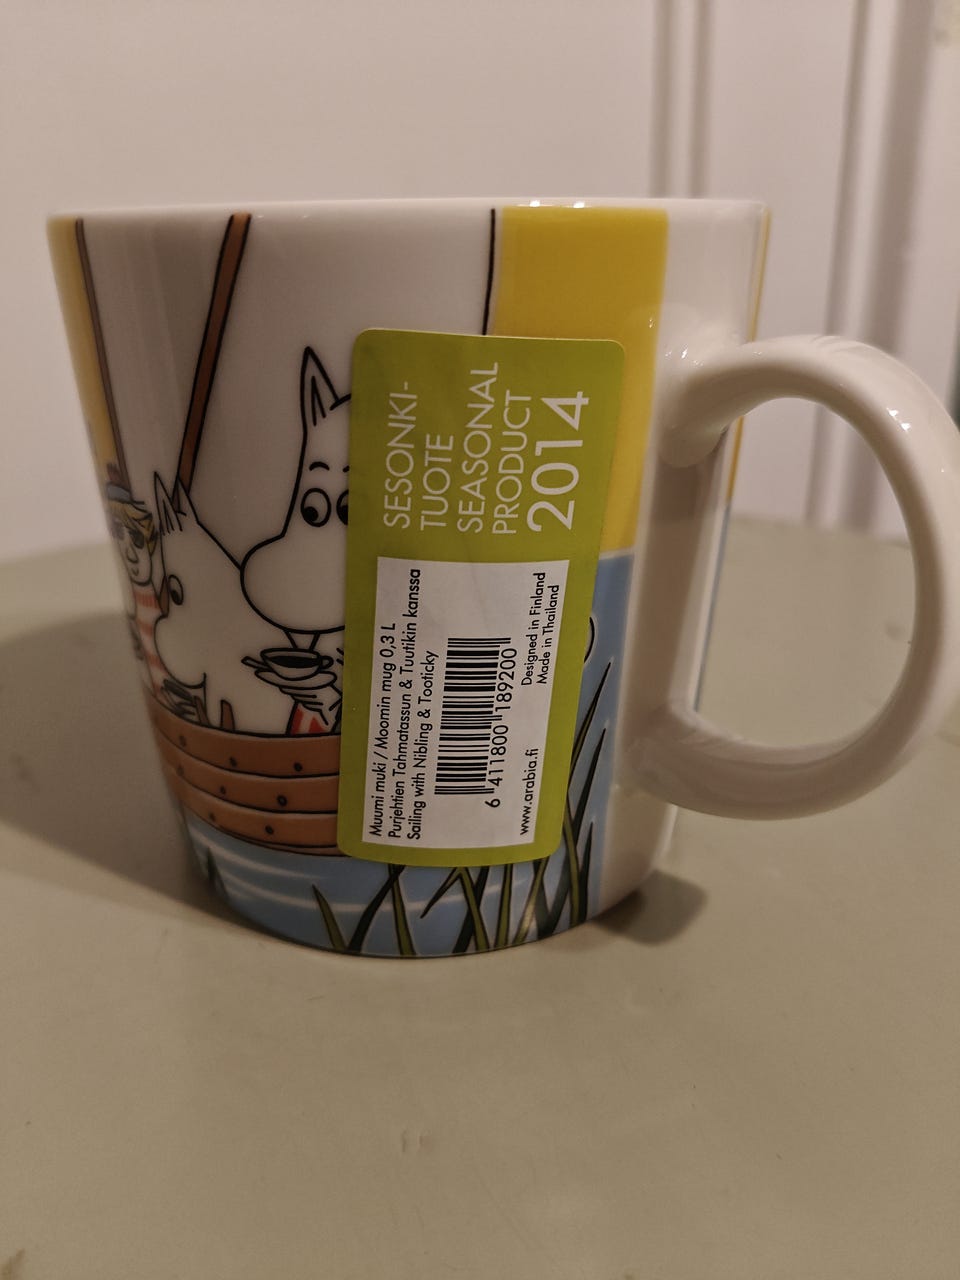 SESONKI-
TUOTE
SEASONAL
PRODUCT
2014
Muumi muki / Moomin mug 0,3 L
Purjehtien Tahmatassun & Tuutikin kanssa
Sailing with Nibling & Tooticky
6 411800 189200
www.arabia.fi
Designed in Finland
Made in Thailand